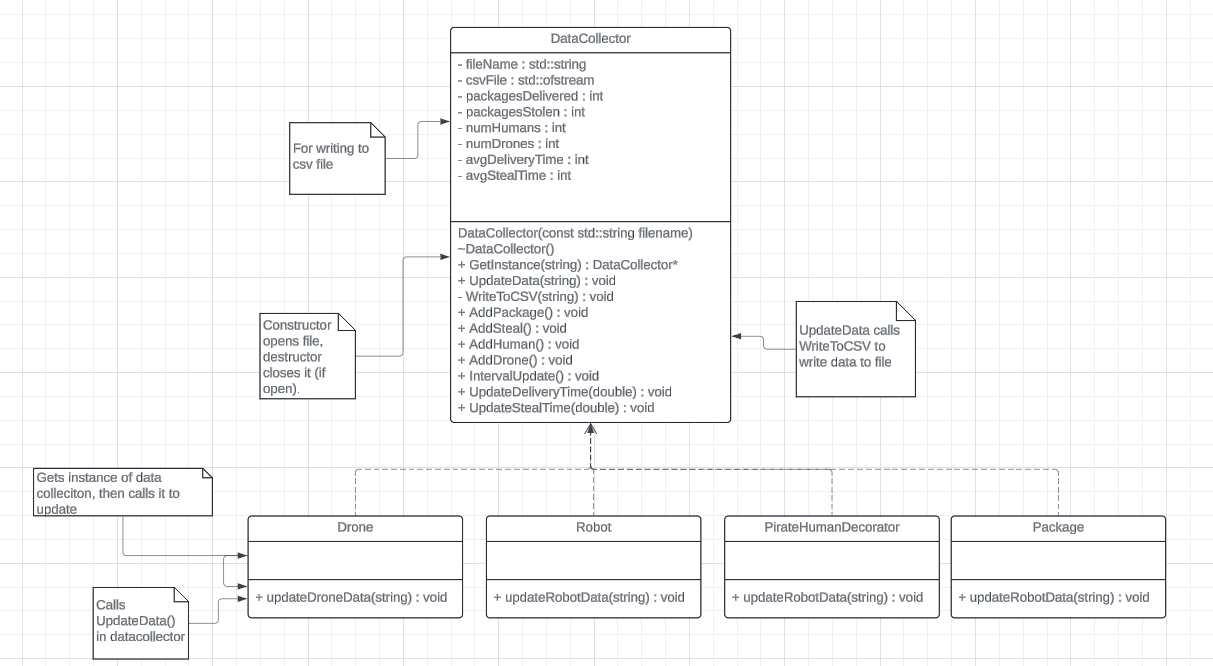 DataCollector
- fileName : std::string
- csvFile : std::ofstream
- packagesDelivered : int
- packagesStolen : int
- numHumans : int
- numDrones : int
- avgDeliveryTime : int
- avgStealTime : int
For writing to
csv file
DataCollector(const std::string filename)
~DataCollector()
+ GetInstance(string) : DataCollector*
+ UpdateData(string) : void
- WriteToCSV(string) : void
+ AddPackage() : void
+ AddSteal() : void
+ AddHuman() : void
+ AddDrone() : void
+ IntervalUpdate() : void
+ UpdateDeliveryTime(double) : void
+ UpdateStealTime(double) : void
Constructor
opens file,
destructor
closes it (if
open).
UpdateData calls
WriteToCSV to
write data to file
Gets instance of data
colleciton, then calls it to
update
Drone
+ updateDroneData(string) : void
Robot
+ updateRobotData(string) : void
PirateHumanDecorator
+ updateRobotData(string) : void
Package
+ updateRobotData(string) : void
Calls
UpdateData()
in datacollector